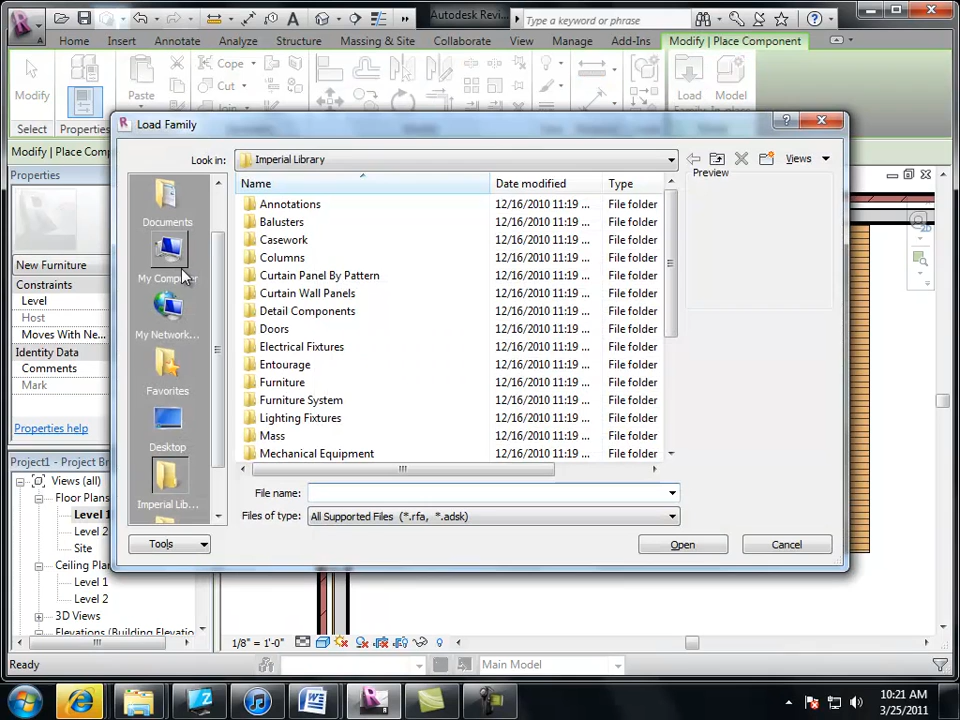 Autodesk Revi...
Type a keyword or phrase
Home Insert Annotate Analyze Structure Massing & Site Collaborate View Manage Add-Ins Modify | Place Component
Modify
Paste
Cope
Cut
Join
Load
Model
Select
Properties
Family
In-place
Modify | Place Comp
Load Family
Look in: Imperial Library
Views
Properties
New Furniture
Constraints
Level
Host
Moves With Ne...
Identity Data
Comments
Mark
Properties help
Documents
My Computer
My Network...
Favorites
Desktop
Imperial Lib...
Name Date modified Type
Annotations 12/16/2010 11:19 ... File folder
Balusters 12/16/2010 11:19 ... File folder
Casework 12/16/2010 11:19 ... File folder
Columns 12/16/2010 11:19 ... File folder
Curtain Panel By Pattern 12/16/2010 11:19 ... File folder
Curtain Wall Panels 12/16/2010 11:19 ... File folder
Detail Components 12/16/2010 11:19 ... File folder
Doors 12/16/2010 11:19 ... File folder
Electrical Fixtures 12/16/2010 11:19 ... File folder
Entourage 12/16/2010 11:19 ... File folder
Furniture 12/16/2010 11:19 ... File folder
Furniture System 12/16/2010 11:19 ... File folder
Lighting Fixtures 12/16/2010 11:19 ... File folder
Mass 12/16/2010 11:19 ... File folder
Mechanical Equipment 12/16/2010 11:19 ... File folder
Preview
File name:
Files of type: All Supported Files (*.rfa, *.adsk)
Tools
Open
Cancel
Project1 - Project Bro
Views (all)
Floor Plans
Level 1
Level 2
Site
Ceiling Plan
Level 1
Level 2
3D Views
Elevations (Building Elevatio
1/8" = 1'-0"
Ready
Main Model
10:21 AM
3/25/2011